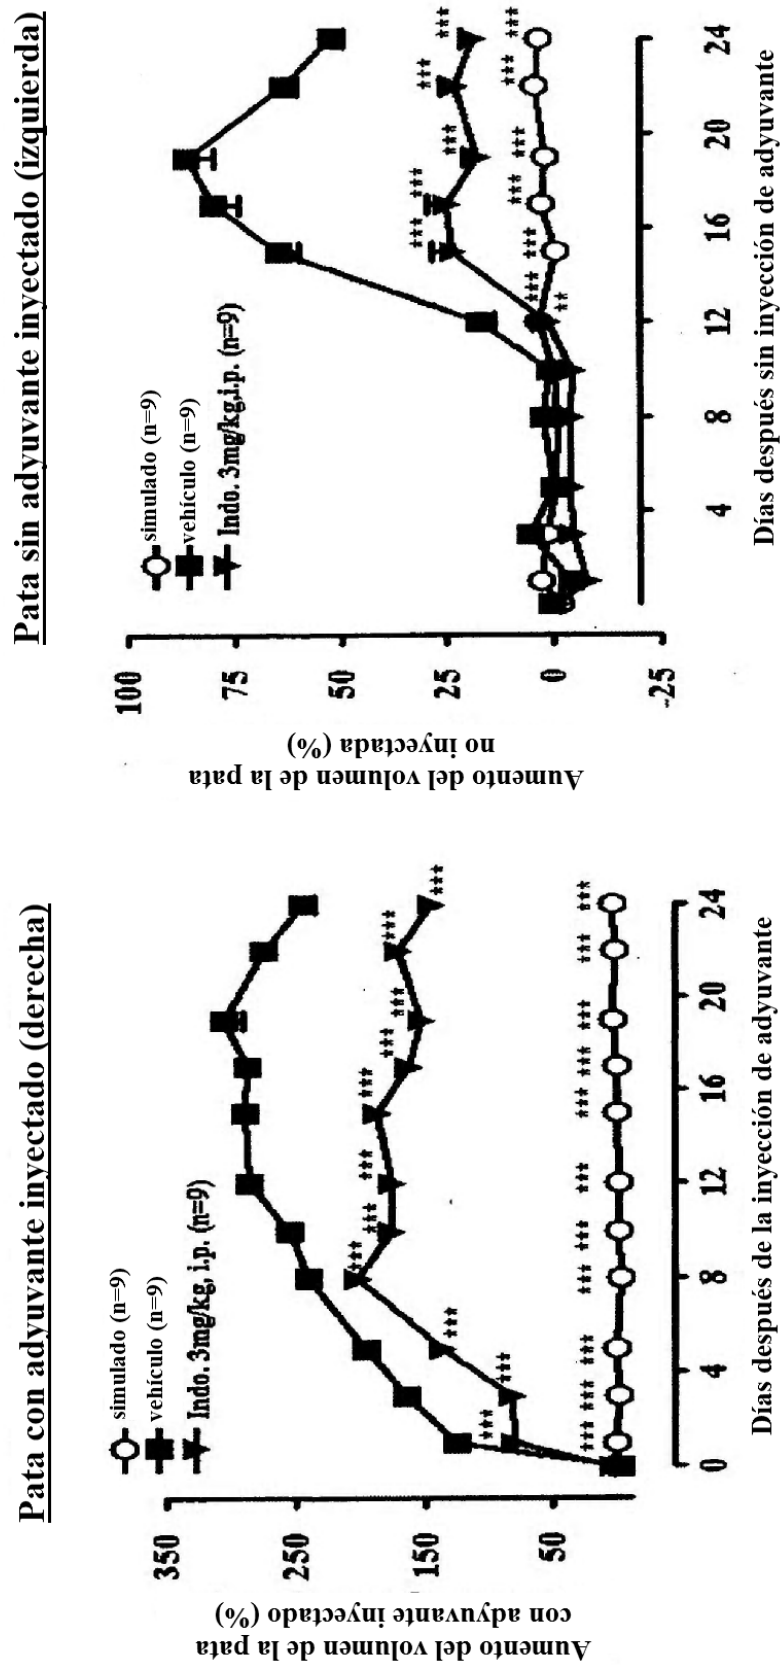 Pata con adyuvante inyectado (derecha)
simulado (n=9)
vehículo (n=9)
Indo. 3mg/kg, i.p. (n=9)
Aumento del volumen de la pata
con adyuvante inyectado (%)
350
250
150
50
*** *** *** *** *** *** *** *** *** *** ***
*** *** *** *** *** *** *** *** *** *** ***
0 4 8 12 16 20 24
Días después de la inyección de adyuvante
Pata sin adyuvante inyectado (izquierda)
simulado (n=9)
vehículo (n=9)
Indo. 3mg/kg,i.p. (n=9)
Aumento del volumen de la pata
no inyectada (%)
100
75
50
25
0
-25
*** *** *** *** ***
*** *** *** *** *** ***
**
4 8 12 16 20 24
Días después sin inyección de adyuvante